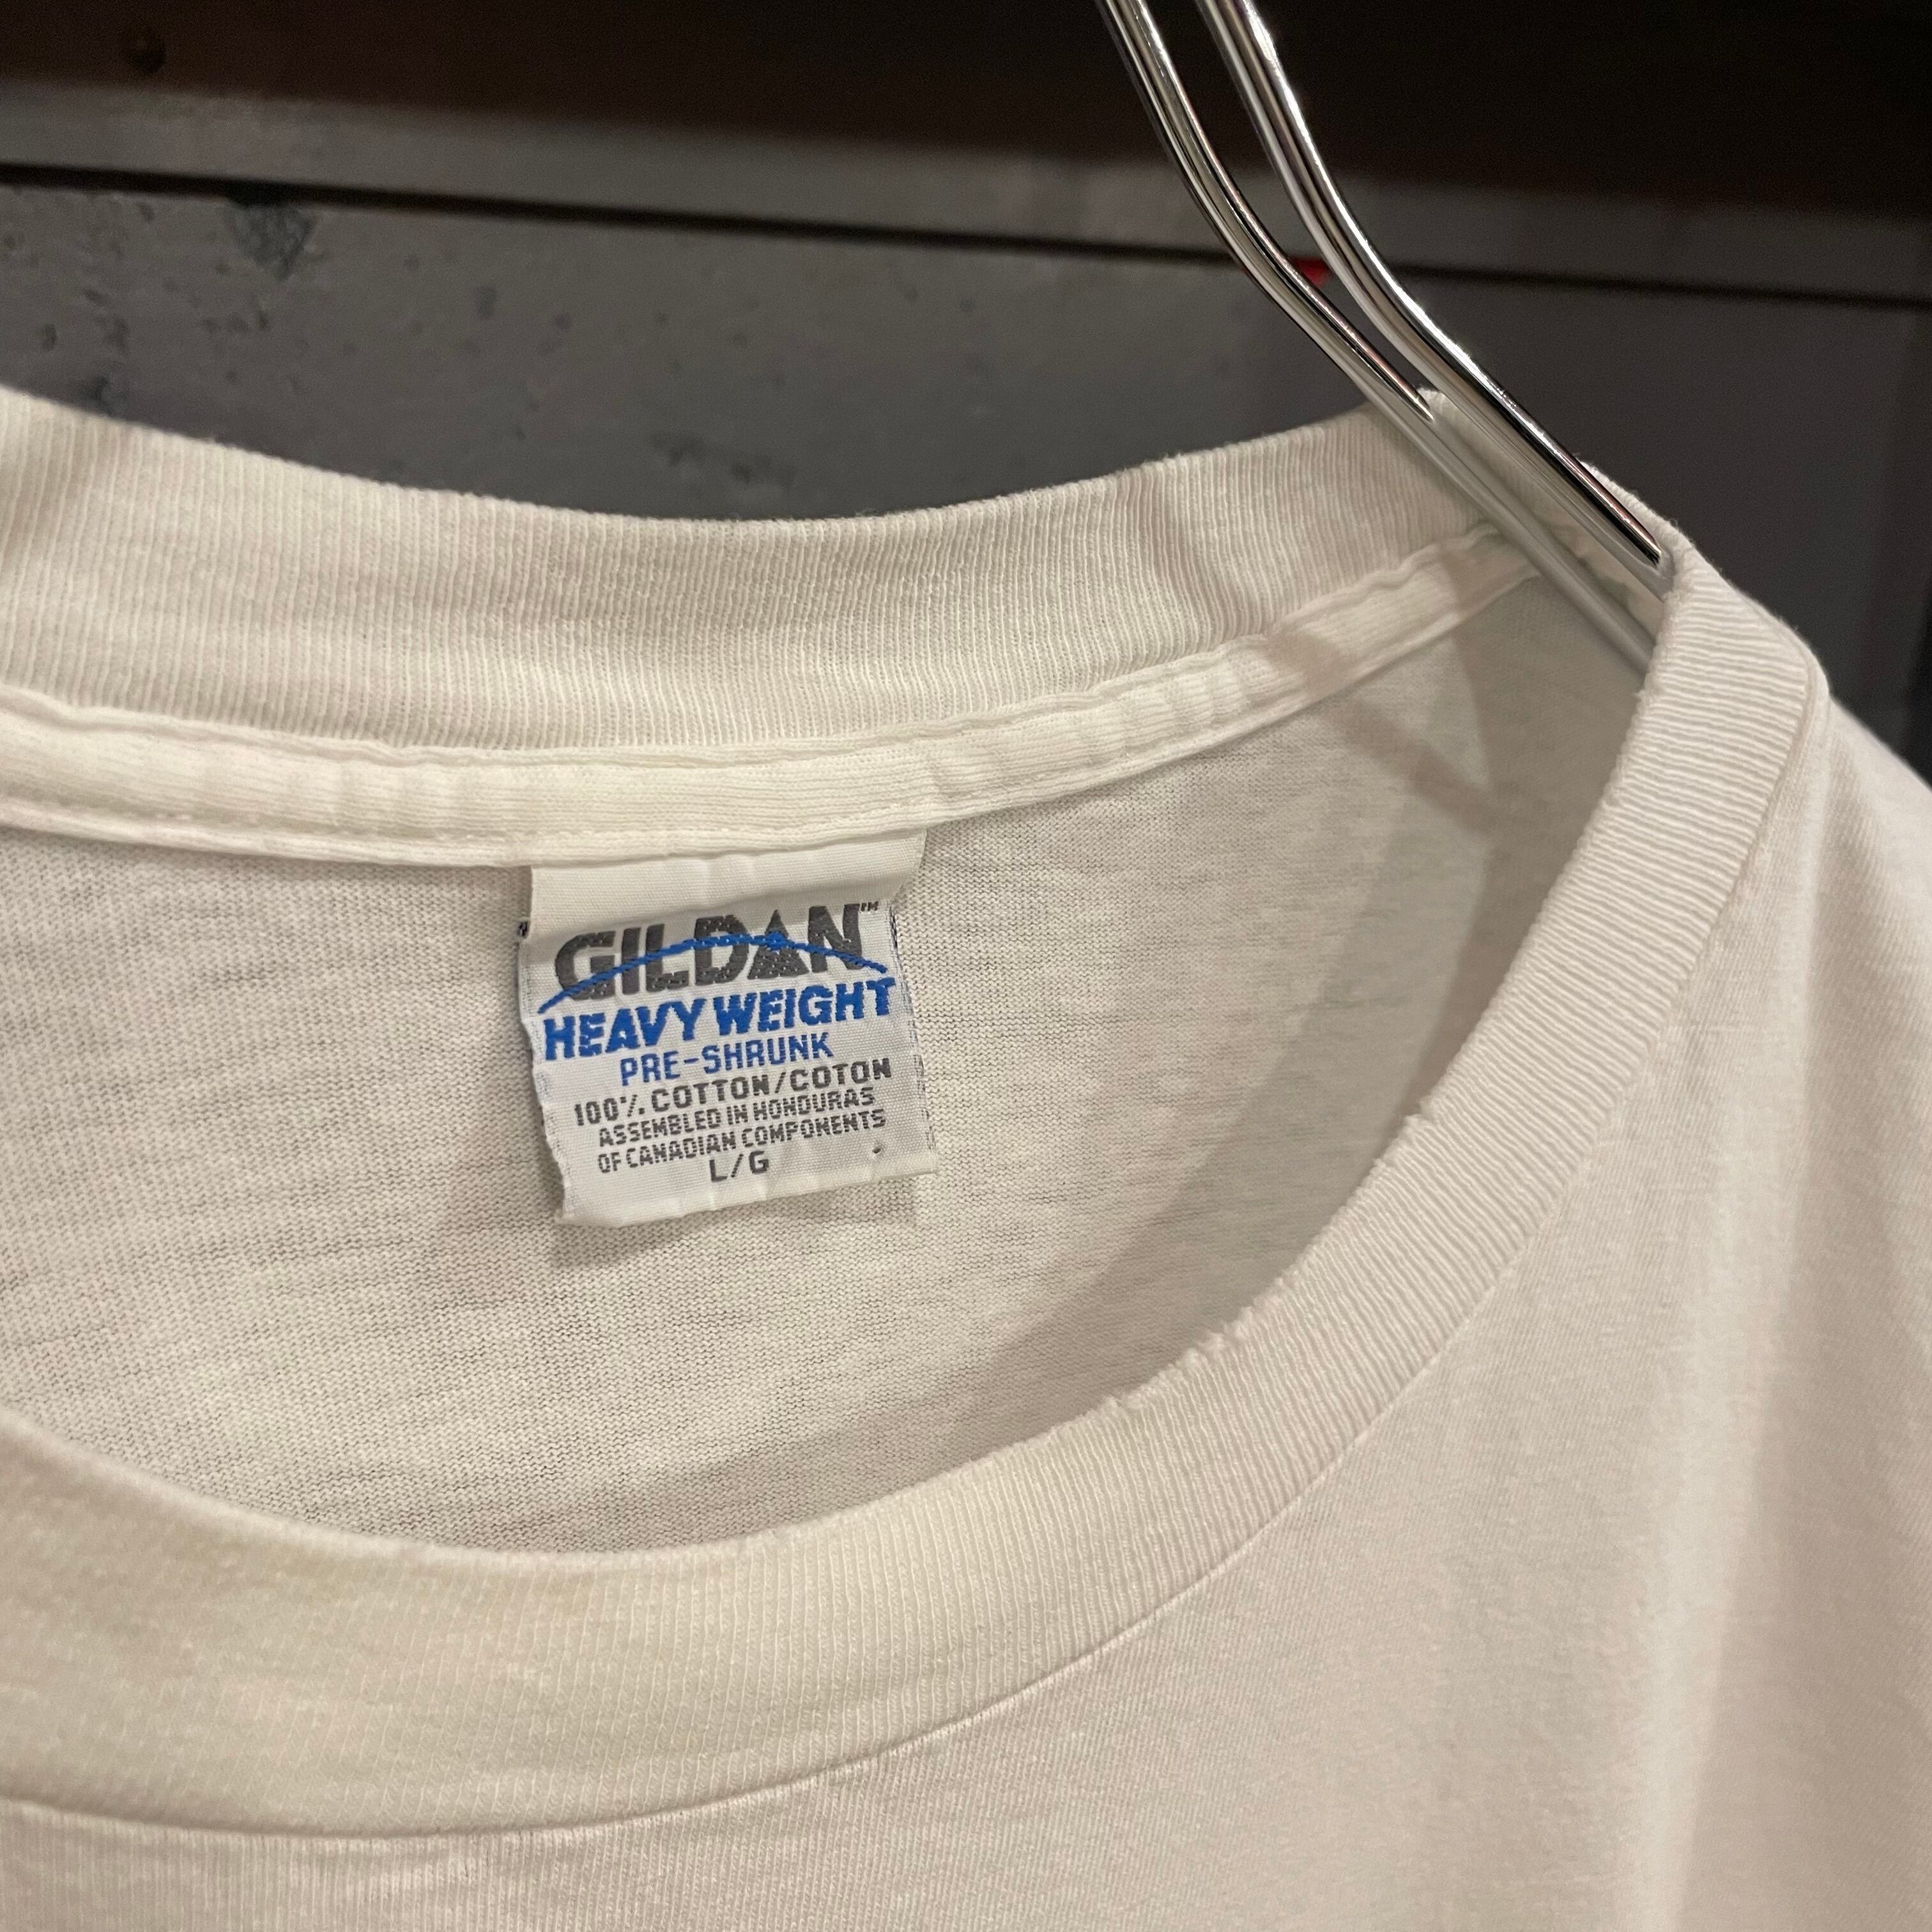 GILDAN™
HEAVY WEIGHT
PRE-SHRUNK
100% COTTON/COTON
ASSEMBLED IN HONDURAS
OF CANADIAN COMPONENTS
L/G